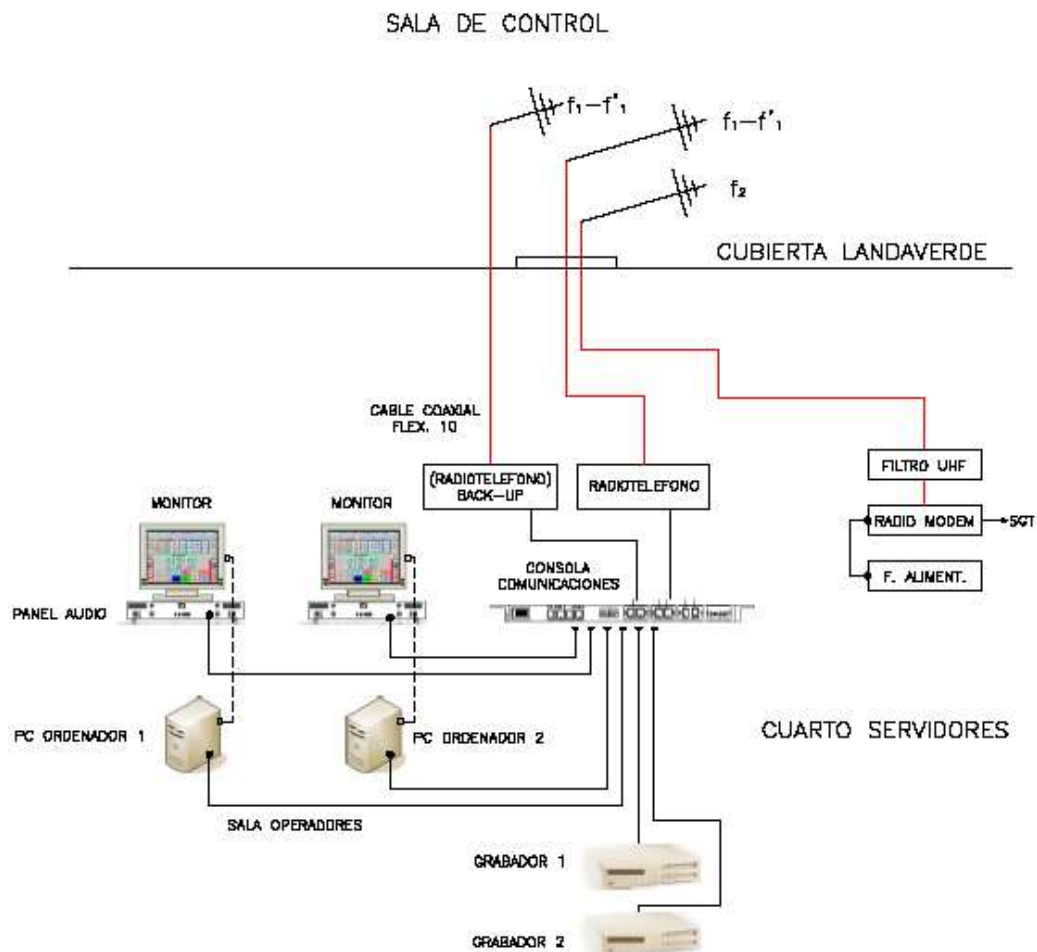 SALA DE CONTROL
f₁-f'₁
f₁-f'₁
f₂
CUBIERTA LANDAVERDE
CABLE COAXIAL
FLEX. 10
(RADIOTELEFONO)
BACK-UP
RADIOTELEFONO
FILTRO UHF
RADIO MODEM
SGT
F. ALIMENT.
MONITOR
MONITOR
CONSOLA
COMUNICACIONES
PANEL AUDIO
PC ORDENADOR 1
PC ORDENADOR 2
CUARTO SERVIDORES
SALA OPERADORES
GRABADOR 1
GRABADOR 2